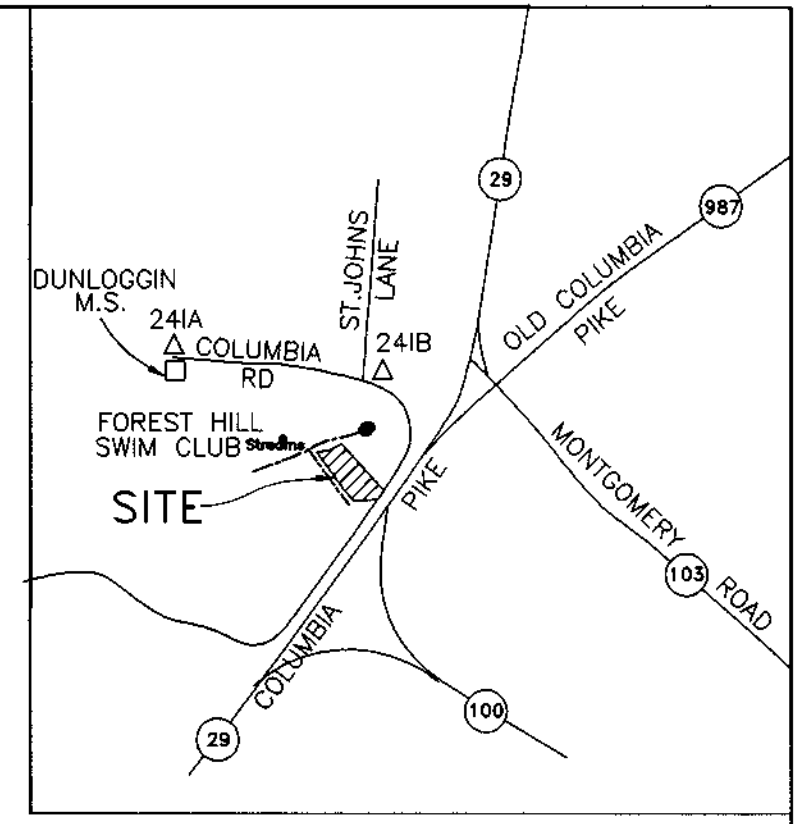 29
987
OLD COLUMBIA
PIKE
ST. JOHNS
LANE
DUNLOGGIN
M.S.
241A
COLUMBIA
RD
241B
FOREST HILL
SWIM CLUB
Streams
SITE
PIKE
MONTGOMERY
ROAD
103
COLUMBIA
100
29